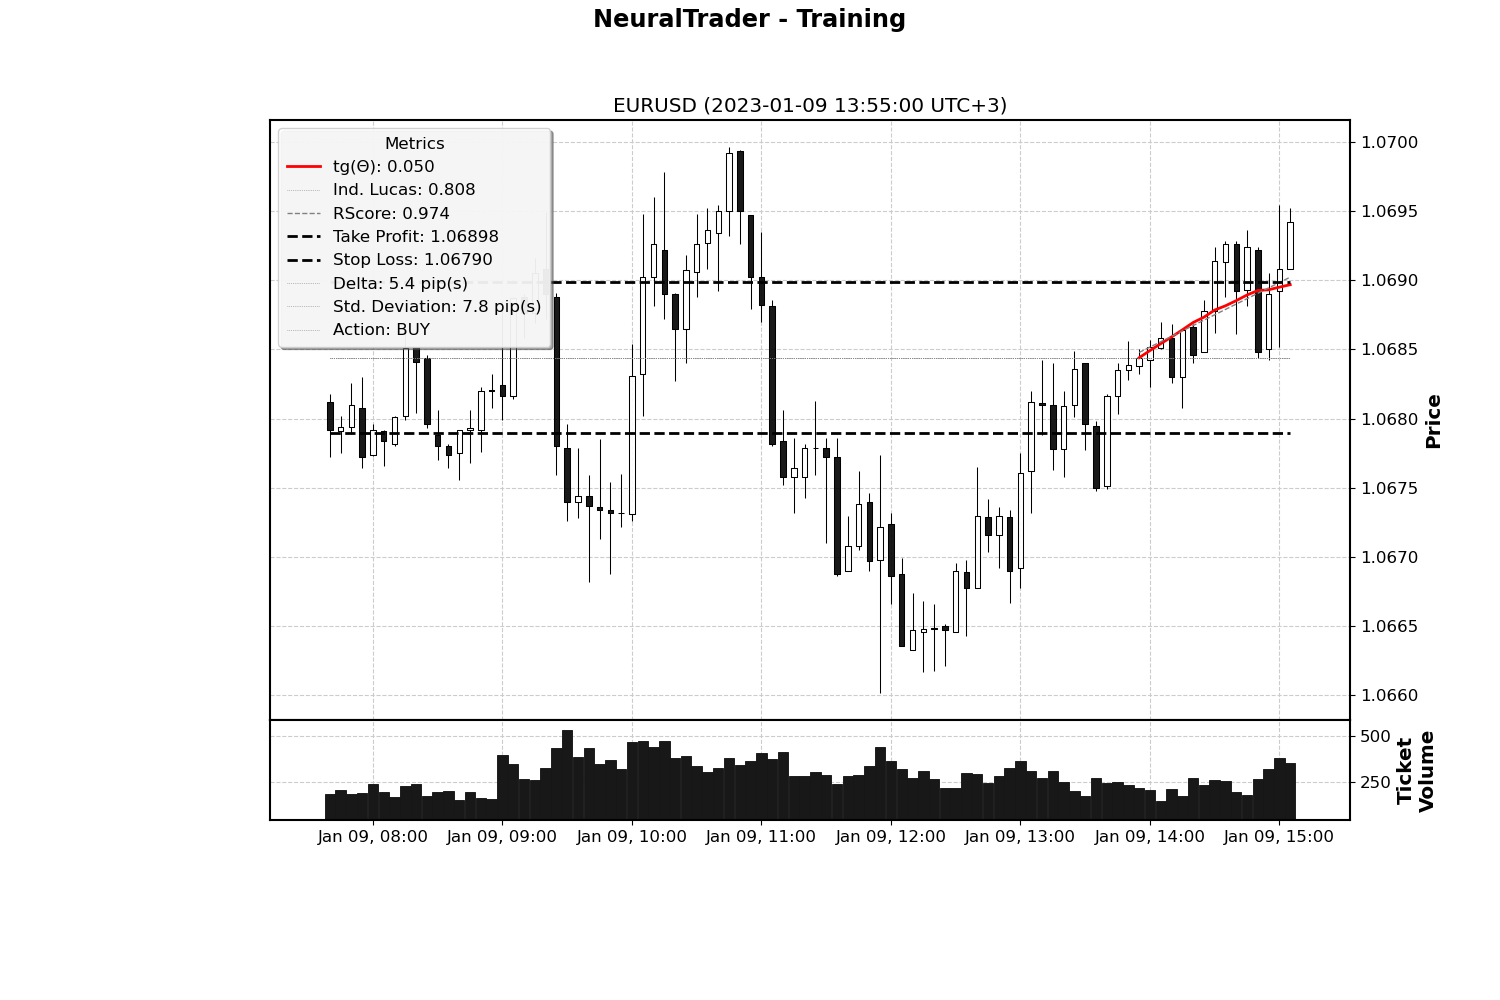 NeuralTrader - Training
EURUSD (2023-01-09 13:55:00 UTC+3)
Metrics
tg(Θ): 0.050
Ind. Lucas: 0.808
RScore: 0.974
Take Profit: 1.06898
Stop Loss: 1.06790
Delta: 5.4 pip(s)
Std. Deviation: 7.8 pip(s)
Action: BUY
1.0700
1.0695
1.0690
1.0685
1.0680
1.0675
1.0670
1.0665
1.0660
Price
500
250
Ticket
Volume
Jan 09, 08:00
Jan 09, 09:00
Jan 09, 10:00
Jan 09, 11:00
Jan 09, 12:00
Jan 09, 13:00
Jan 09, 14:00
Jan 09, 15:00